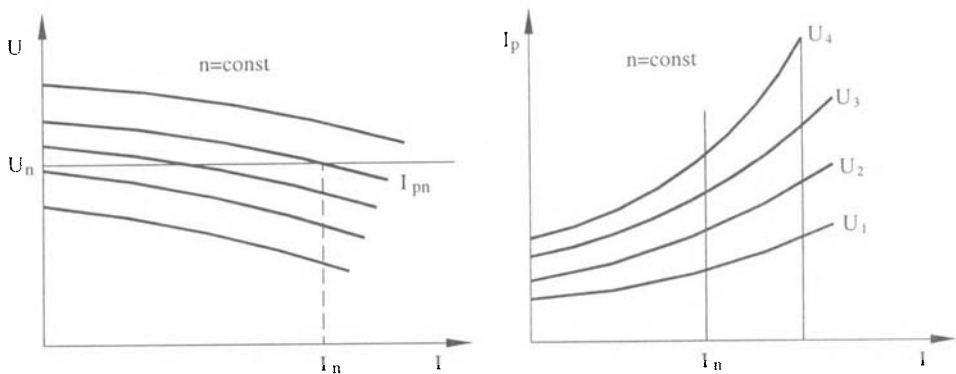 U
n=const
U n
I pn
I n
I
I p
n=const
U 4
U 3
U 2
U 1
I n
I